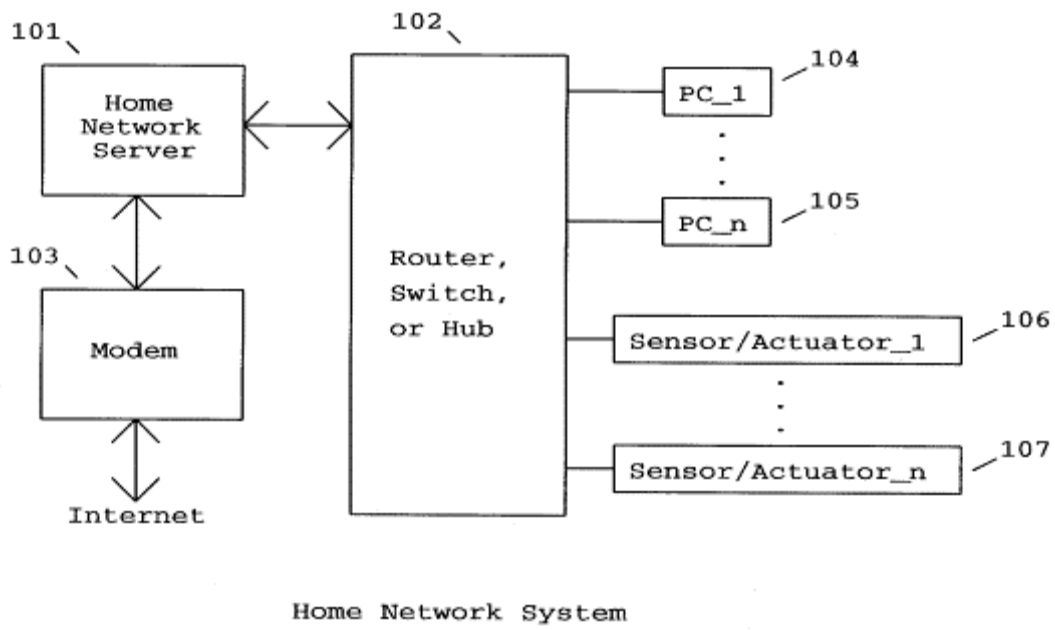 101
Home
Network
Server
102
103
Modem
Internet
Router,
Switch,
or Hub
PC_1
104
PC_n
105
Sensor/Actuator_1
106
Sensor/Actuator_n
107
Home Network System